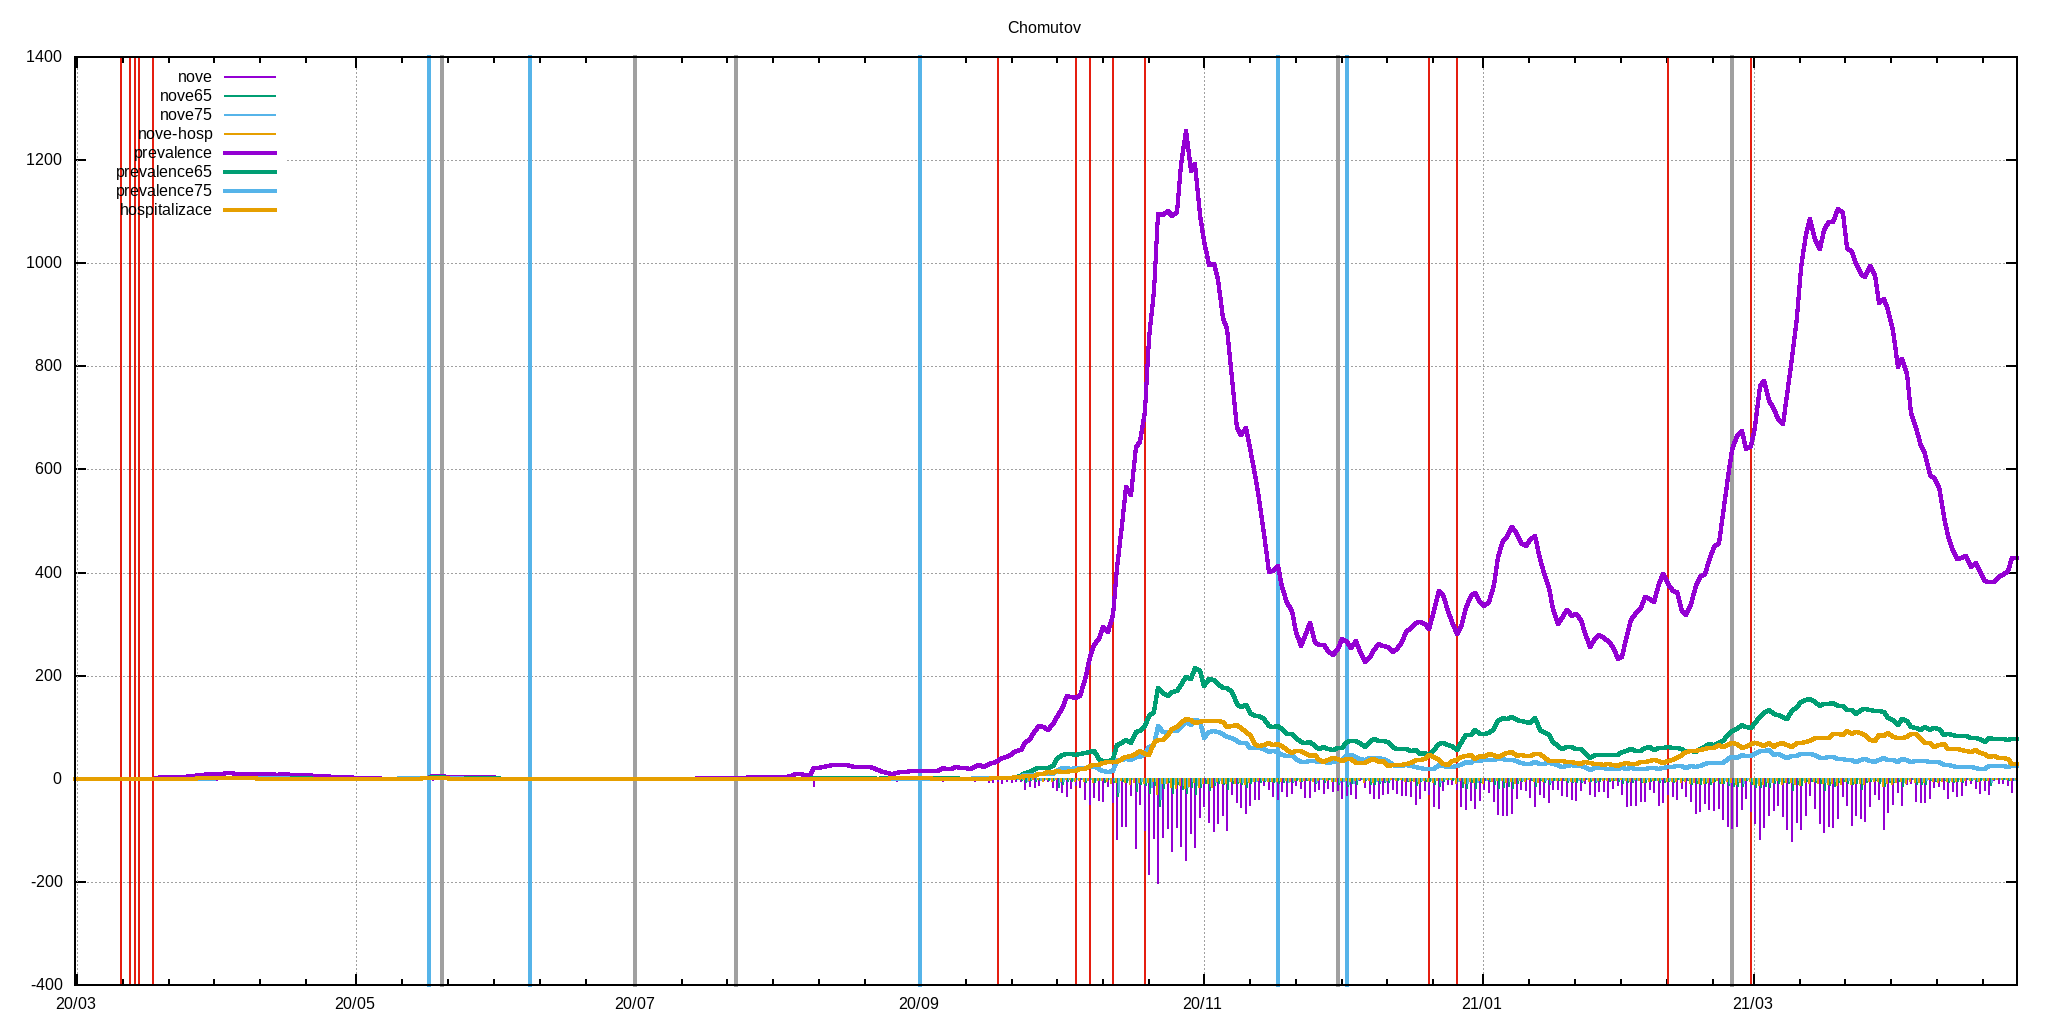 Chomutov
1400
1200
1000
800
600
400
200
0
-200
-400
nove
nove65
nove75
nove-hosp
prevalence
prevalence65
prevalence75
hospitalizace
20/03 20/05 20/07 20/09 20/11 21/01 21/03